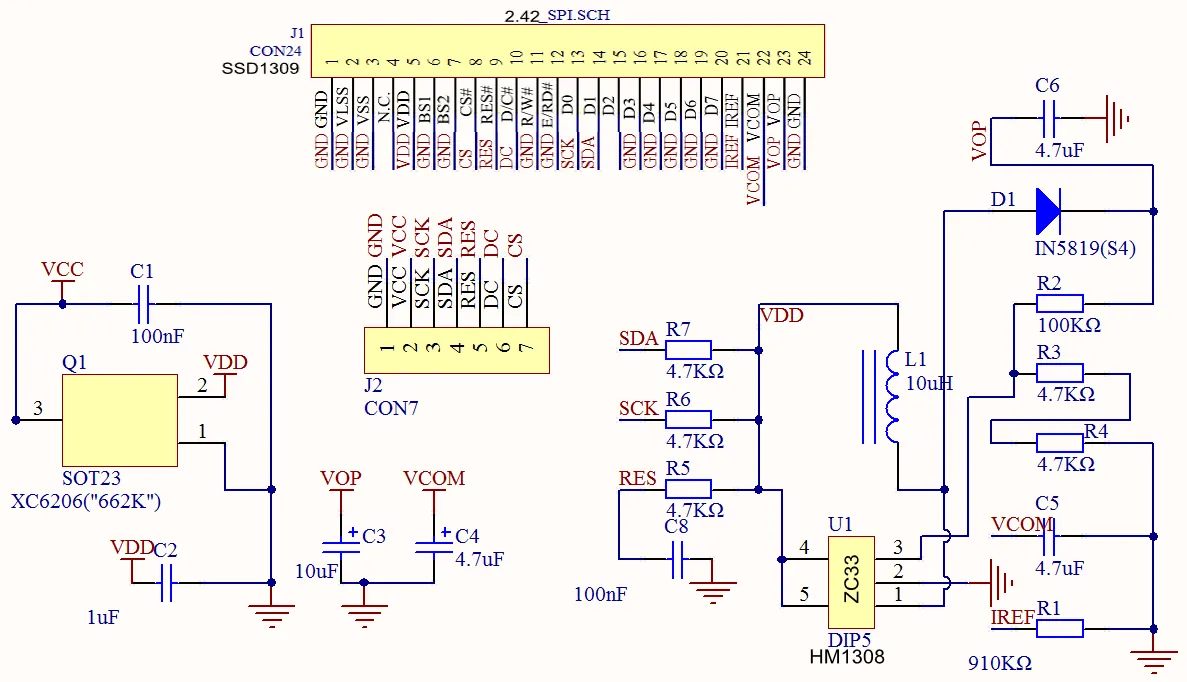 2.42_SPI.SCH
J1
CON24
SSD1309
1 2 3 4 5 6 7 8 9 10 11 12 13 14 15 16 17 18 19 20 21 22 23 24
GND VLSS VSS N.C. VDD BS1 BS2 CS# RES# D/C# R/W# E/RD# D0 D1 D2 D3 D4 D5 D6 D7 IREF VCOM VOP GND
GND GND GND VDD GND GND CS RES DC GND GND SCK SDA GND GND GND GND GND IREF VCOM VOP GND
C6
VOP
4.7uF
D1
IN5819(S4)
GND VCC SCK SDA RES DC CS
GND VCC SCK SDA RES DC CS
1 2 3 4 5 6 7
J2
CON7
VCC
C1
100nF
Q1
VDD
2
3
1
SOT23
XC6206("662K")
VDD
C2
1uF
VOP
VCOM
C3
C4
10uF
4.7uF
VDD
SDA
R7
4.7KΩ
SCK
R6
4.7KΩ
RES
R5
4.7KΩ
C8
100nF
L1
10uH
R2
100KΩ
R3
4.7KΩ
R4
4.7KΩ
C5
VCOM
4.7uF
U1
4
3
2
5
1
ZC33
DIP5
HM1308
IREF
R1
910KΩ